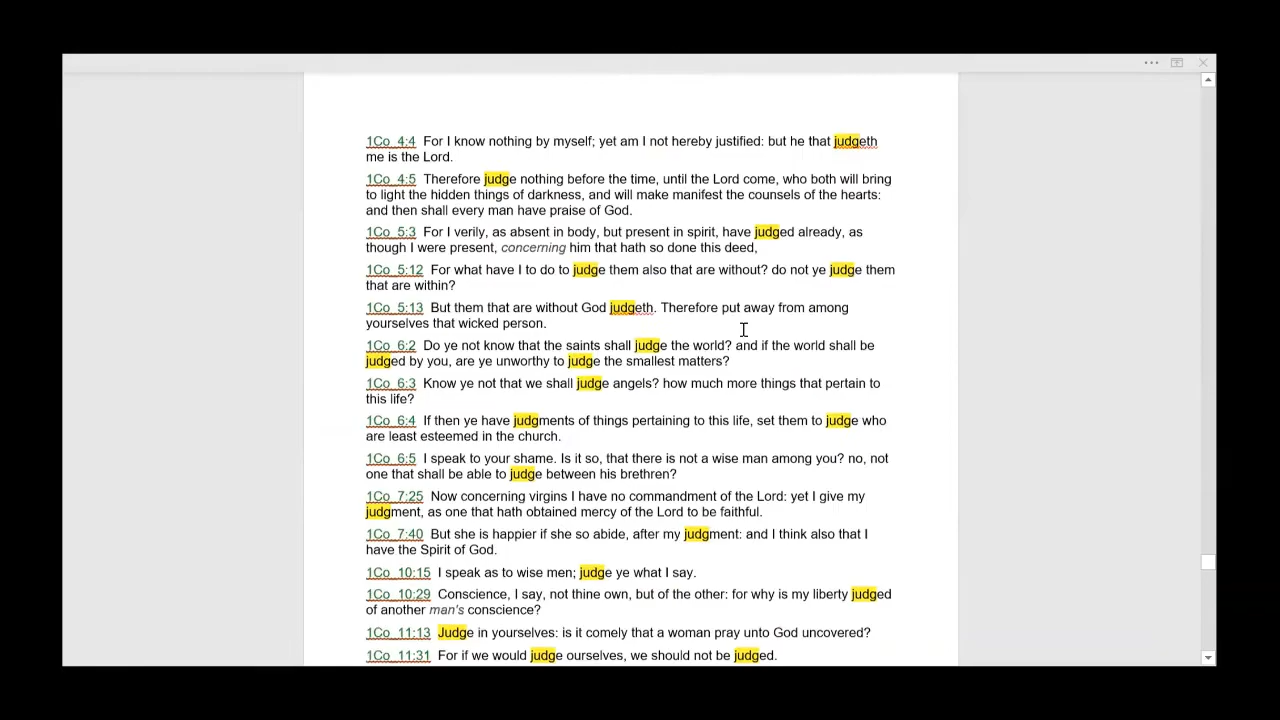 1Co_4:4 For I know nothing by myself; yet am I not hereby justified: but he that judgeth
me is the Lord.
1Co_4:5 Therefore judge nothing before the time, until the Lord come, who both will bring
to light the hidden things of darkness, and will make manifest the counsels of the hearts:
and then shall every man have praise of God.
1Co_5:3 For I verily, as absent in body, but present in spirit, have judged already, as
though I were present, concerning him that hath so done this deed,
1Co_5:12 For what have I to do to judge them also that are without? do not ye judge them
that are within?
1Co_5:13 But them that are without God judgeth. Therefore put away from among
yourselves that wicked person.
1Co_6:2 Do ye not know that the saints shall judge the world? and if the world shall be
judged by you, are ye unworthy to judge the smallest matters?
1Co_6:3 Know ye not that we shall judge angels? how much more things that pertain to
this life?
1Co_6:4 If then ye have judgments of things pertaining to this life, set them to judge who
are least esteemed in the church.
1Co_6:5 I speak to your shame. Is it so, that there is not a wise man among you? no, not
one that shall be able to judge between his brethren?
1Co_7:25 Now concerning virgins I have no commandment of the Lord: yet I give my
judgment, as one that hath obtained mercy of the Lord to be faithful.
1Co_7:40 But she is happier if she so abide, after my judgment: and I think also that I
have the Spirit of God.
1Co_10:15 I speak as to wise men; judge ye what I say.
1Co_10:29 Conscience, I say, not thine own, but of the other: for why is my liberty judged
of another man's conscience?
1Co_11:13 Judge in yourselves: is it comely that a woman pray unto God uncovered?
1Co_11:31 For if we would judge ourselves, we should not be judged.